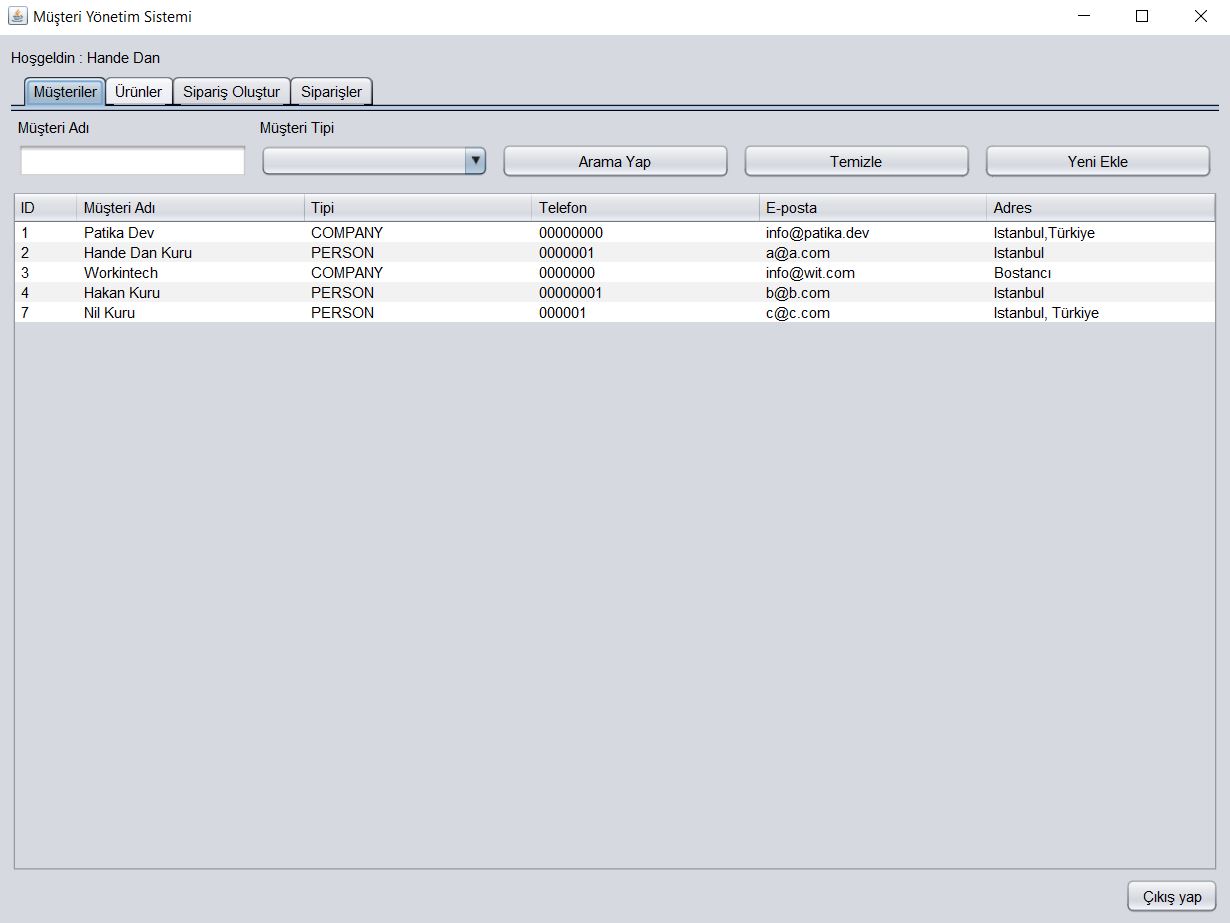 Müşteri Yönetim Sistemi
Hoşgeldin : Hande Dan
Müşteriler Ürünler Sipariş Oluştur Siparişler
Müşteri Adı Müşteri Tipi
Arama Yap Temizle Yeni Ekle
ID Müşteri Adı Tipi Telefon E-posta Adres
1 Patika Dev COMPANY 00000000 info@patika.dev Istanbul,Türkiye
2 Hande Dan Kuru PERSON 0000001 a@a.com Istanbul
3 Workintech COMPANY 0000000 info@wit.com Bostancı
4 Hakan Kuru PERSON 00000001 b@b.com Istanbul
7 Nil Kuru PERSON 000001 c@c.com Istanbul, Türkiye
Çıkış yap